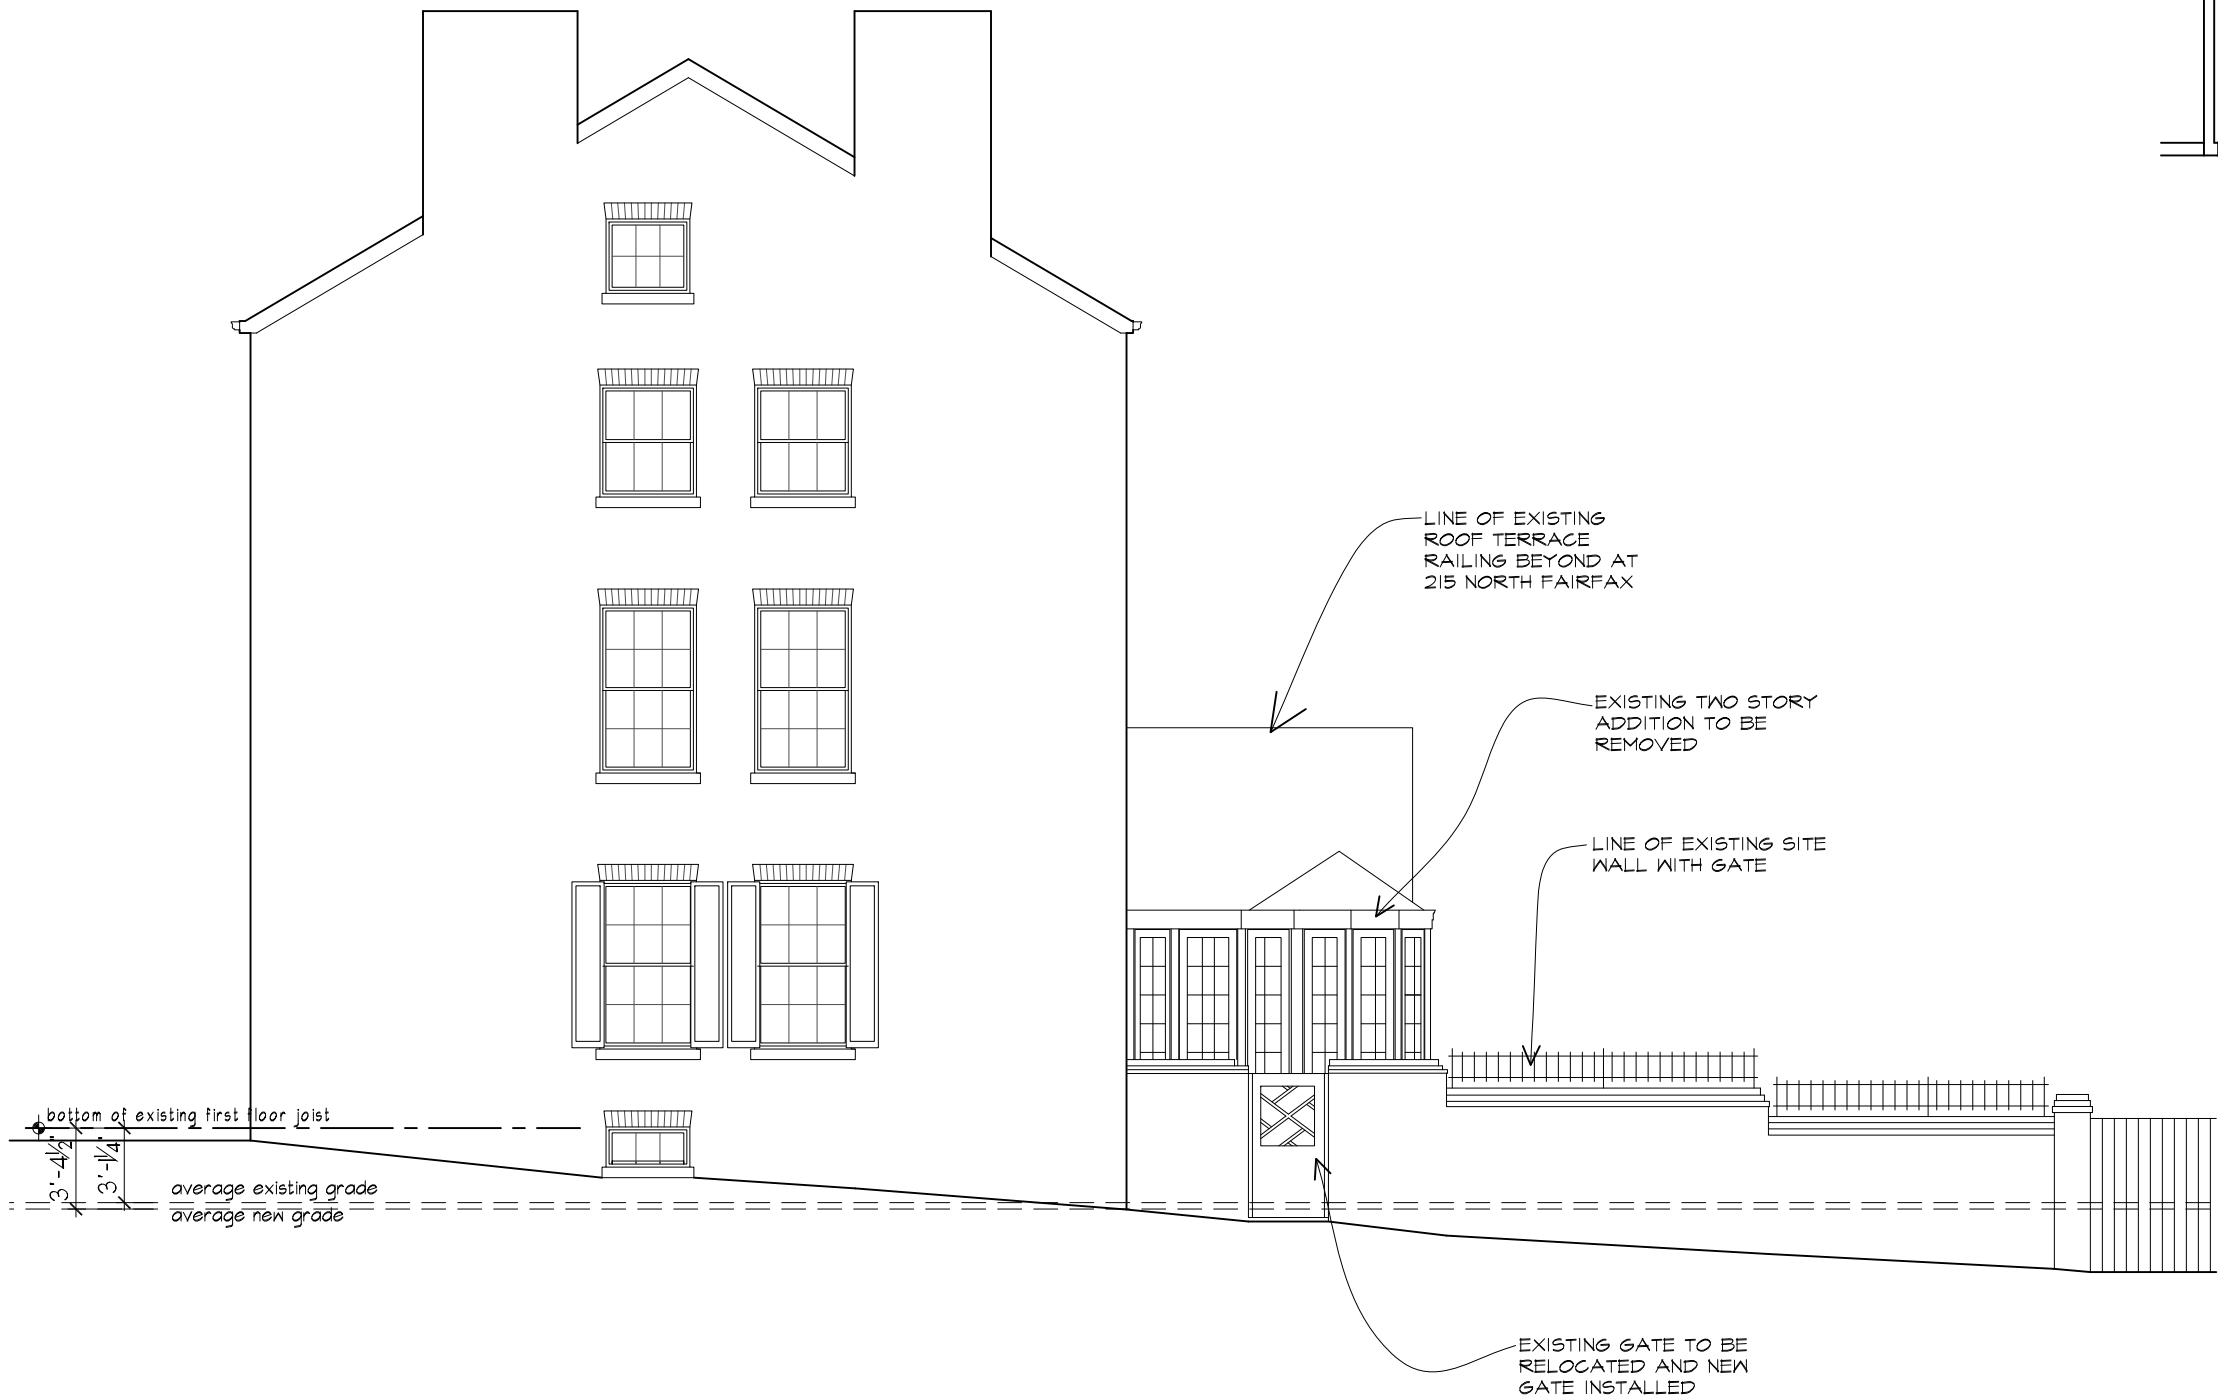 LINE OF EXISTING
ROOF TERRACE
RAILING BEYOND AT
215 NORTH FAIRFAX
EXISTING TWO STORY
ADDITION TO BE
REMOVED
LINE OF EXISTING SITE
WALL WITH GATE
bottom of existing first floor joist
3'-4½"
3'-1¼"
average existing grade
average new grade
EXISTING GATE TO BE
RELOCATED AND NEW
GATE INSTALLED